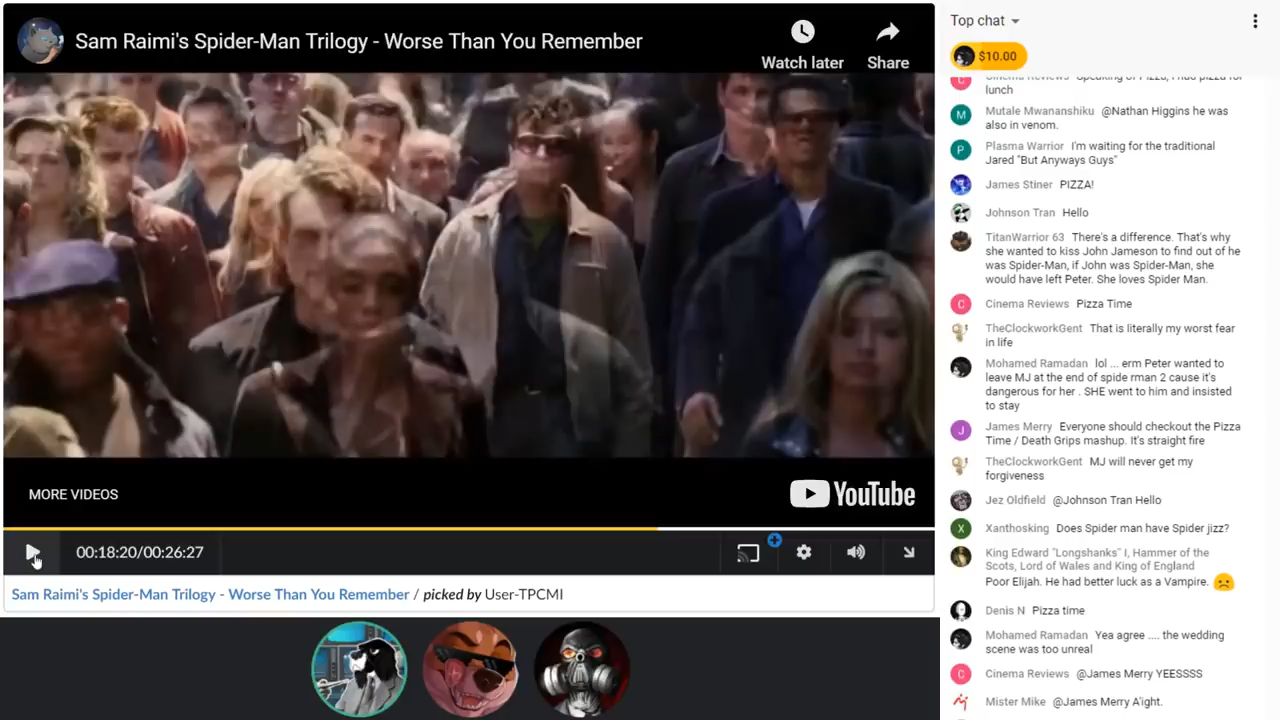 Sam Raimi's Spider-Man Trilogy - Worse Than You Remember
Watch later
Share
MORE VIDEOS
YouTube
00:18:20/00:26:27
Sam Raimi's Spider-Man Trilogy - Worse Than You Remember / picked by User-TPCMI
Top chat
$10.00
Cinema Reviews Speaking of Pizza, I had pizza for
lunch
M
Mutale Mwananshiku @Nathan Higgins he was
also in venom.
P
Plasma Warrior I'm waiting for the traditional
Jared "But Anyways Guys"
James Stiner PIZZA!
Johnson Tran Hello
TitanWarrior 63 There's a difference. That's why
she wanted to kiss John Jameson to find out of he
was Spider-Man, if John was Spider-Man, she
would have left Peter. She loves Spider Man.
C
Cinema Reviews Pizza Time
TheClockworkGent That is literally my worst fear
in life
Mohamed Ramadan lol ... erm Peter wanted to
leave MJ at the end of spide rman 2 cause it's
dangerous for her . SHE went to him and insisted
to stay
J
James Merry Everyone should checkout the Pizza
Time / Death Grips mashup. It's straight fire
TheClockworkGent MJ will never get my
forgiveness
Jez Oldfield @Johnson Tran Hello
X
Xanthosking Does Spider man have Spider jizz?
King Edward "Longshanks" I, Hammer of the
Scots, Lord of Wales and King of England
Poor Elijah. He had better luck as a Vampire.
Denis N Pizza time
Mohamed Ramadan Yea agree .... the wedding
scene was too unreal
C
Cinema Reviews @James Merry YEESSSS
Mister Mike @James Merry A'ight.